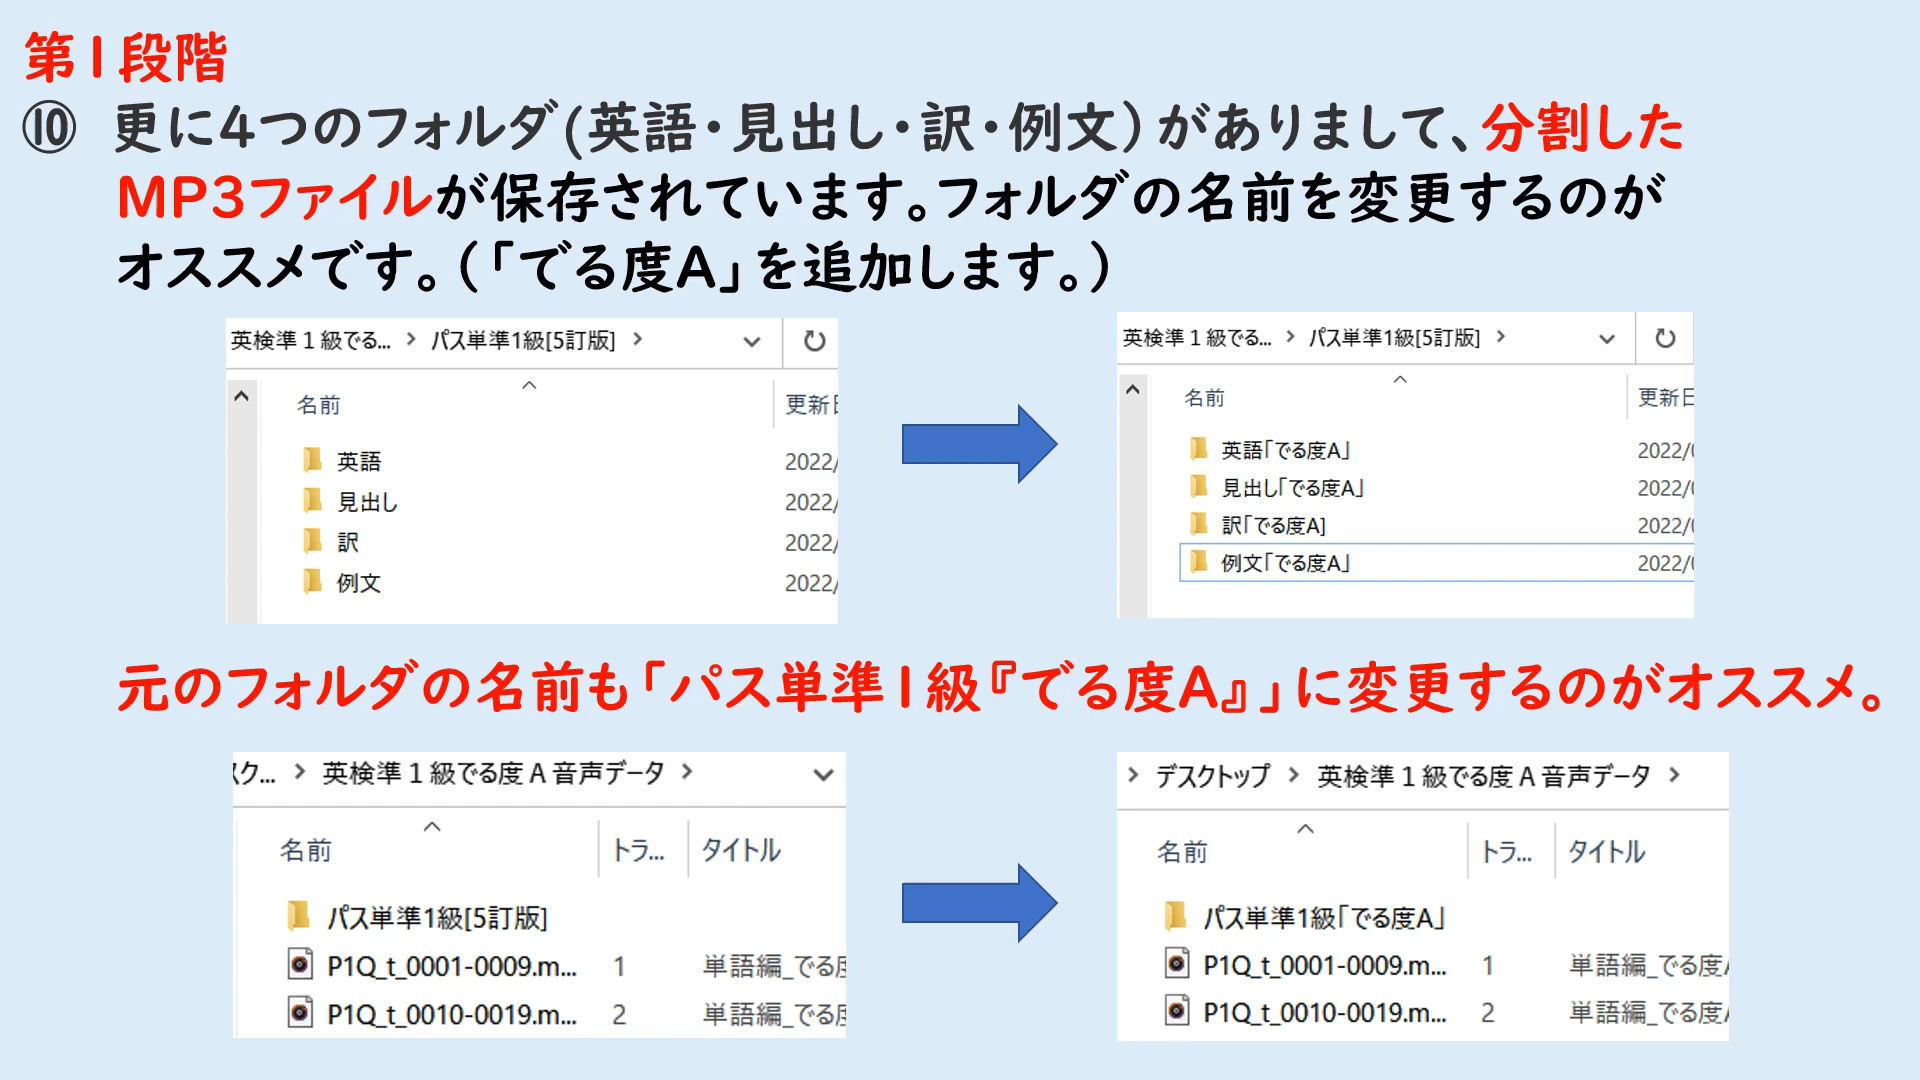 第1段階
⑩ 更に4つのフォルダ(英語・見出し・訳・例文)がありまして、分割した
MP3ファイルが保存されています。フォルダの名前を変更するのが
オススメです。(「でる度A」を追加します。)
英検準1級でる... > パス単準1級[5訂版] >
名前 更新日
英語 2022/
見出し 2022/
訳 2022/
例文 2022/
英検準1級でる... > パス単準1級[5訂版] >
名前 更新日
英語「でる度A」 2022/0
見出し「でる度A」 2022/0
訳「でる度A] 2022/0
例文「でる度A」 2022/0
元のフォルダの名前も「パス単準1級『でる度A』」に変更するのがオススメ。
スク... > 英検準1級でる度A音声データ >
名前 トラ... タイトル
パス単準1級[5訂版]
P1Q_t_0001-0009.m... 1 単語編_でる度
P1Q_t_0010-0019.m... 2 単語編_でる度
> デスクトップ > 英検準1級でる度A音声データ >
名前 トラ... タイトル
パス単準1級「でる度A」
P1Q_t_0001-0009.m... 1 単語編_でる度A
P1Q_t_0010-0019.m... 2 単語編_でる度A